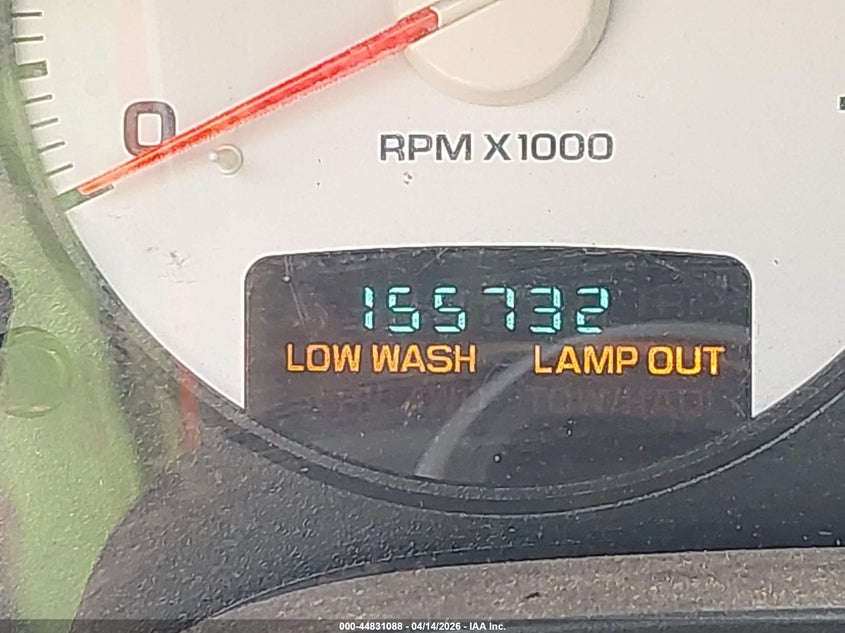 0
RPM X1000
155732
LOW WASH LAMP OUT
000-44831088 - 04/14/2026 - IAA Inc.